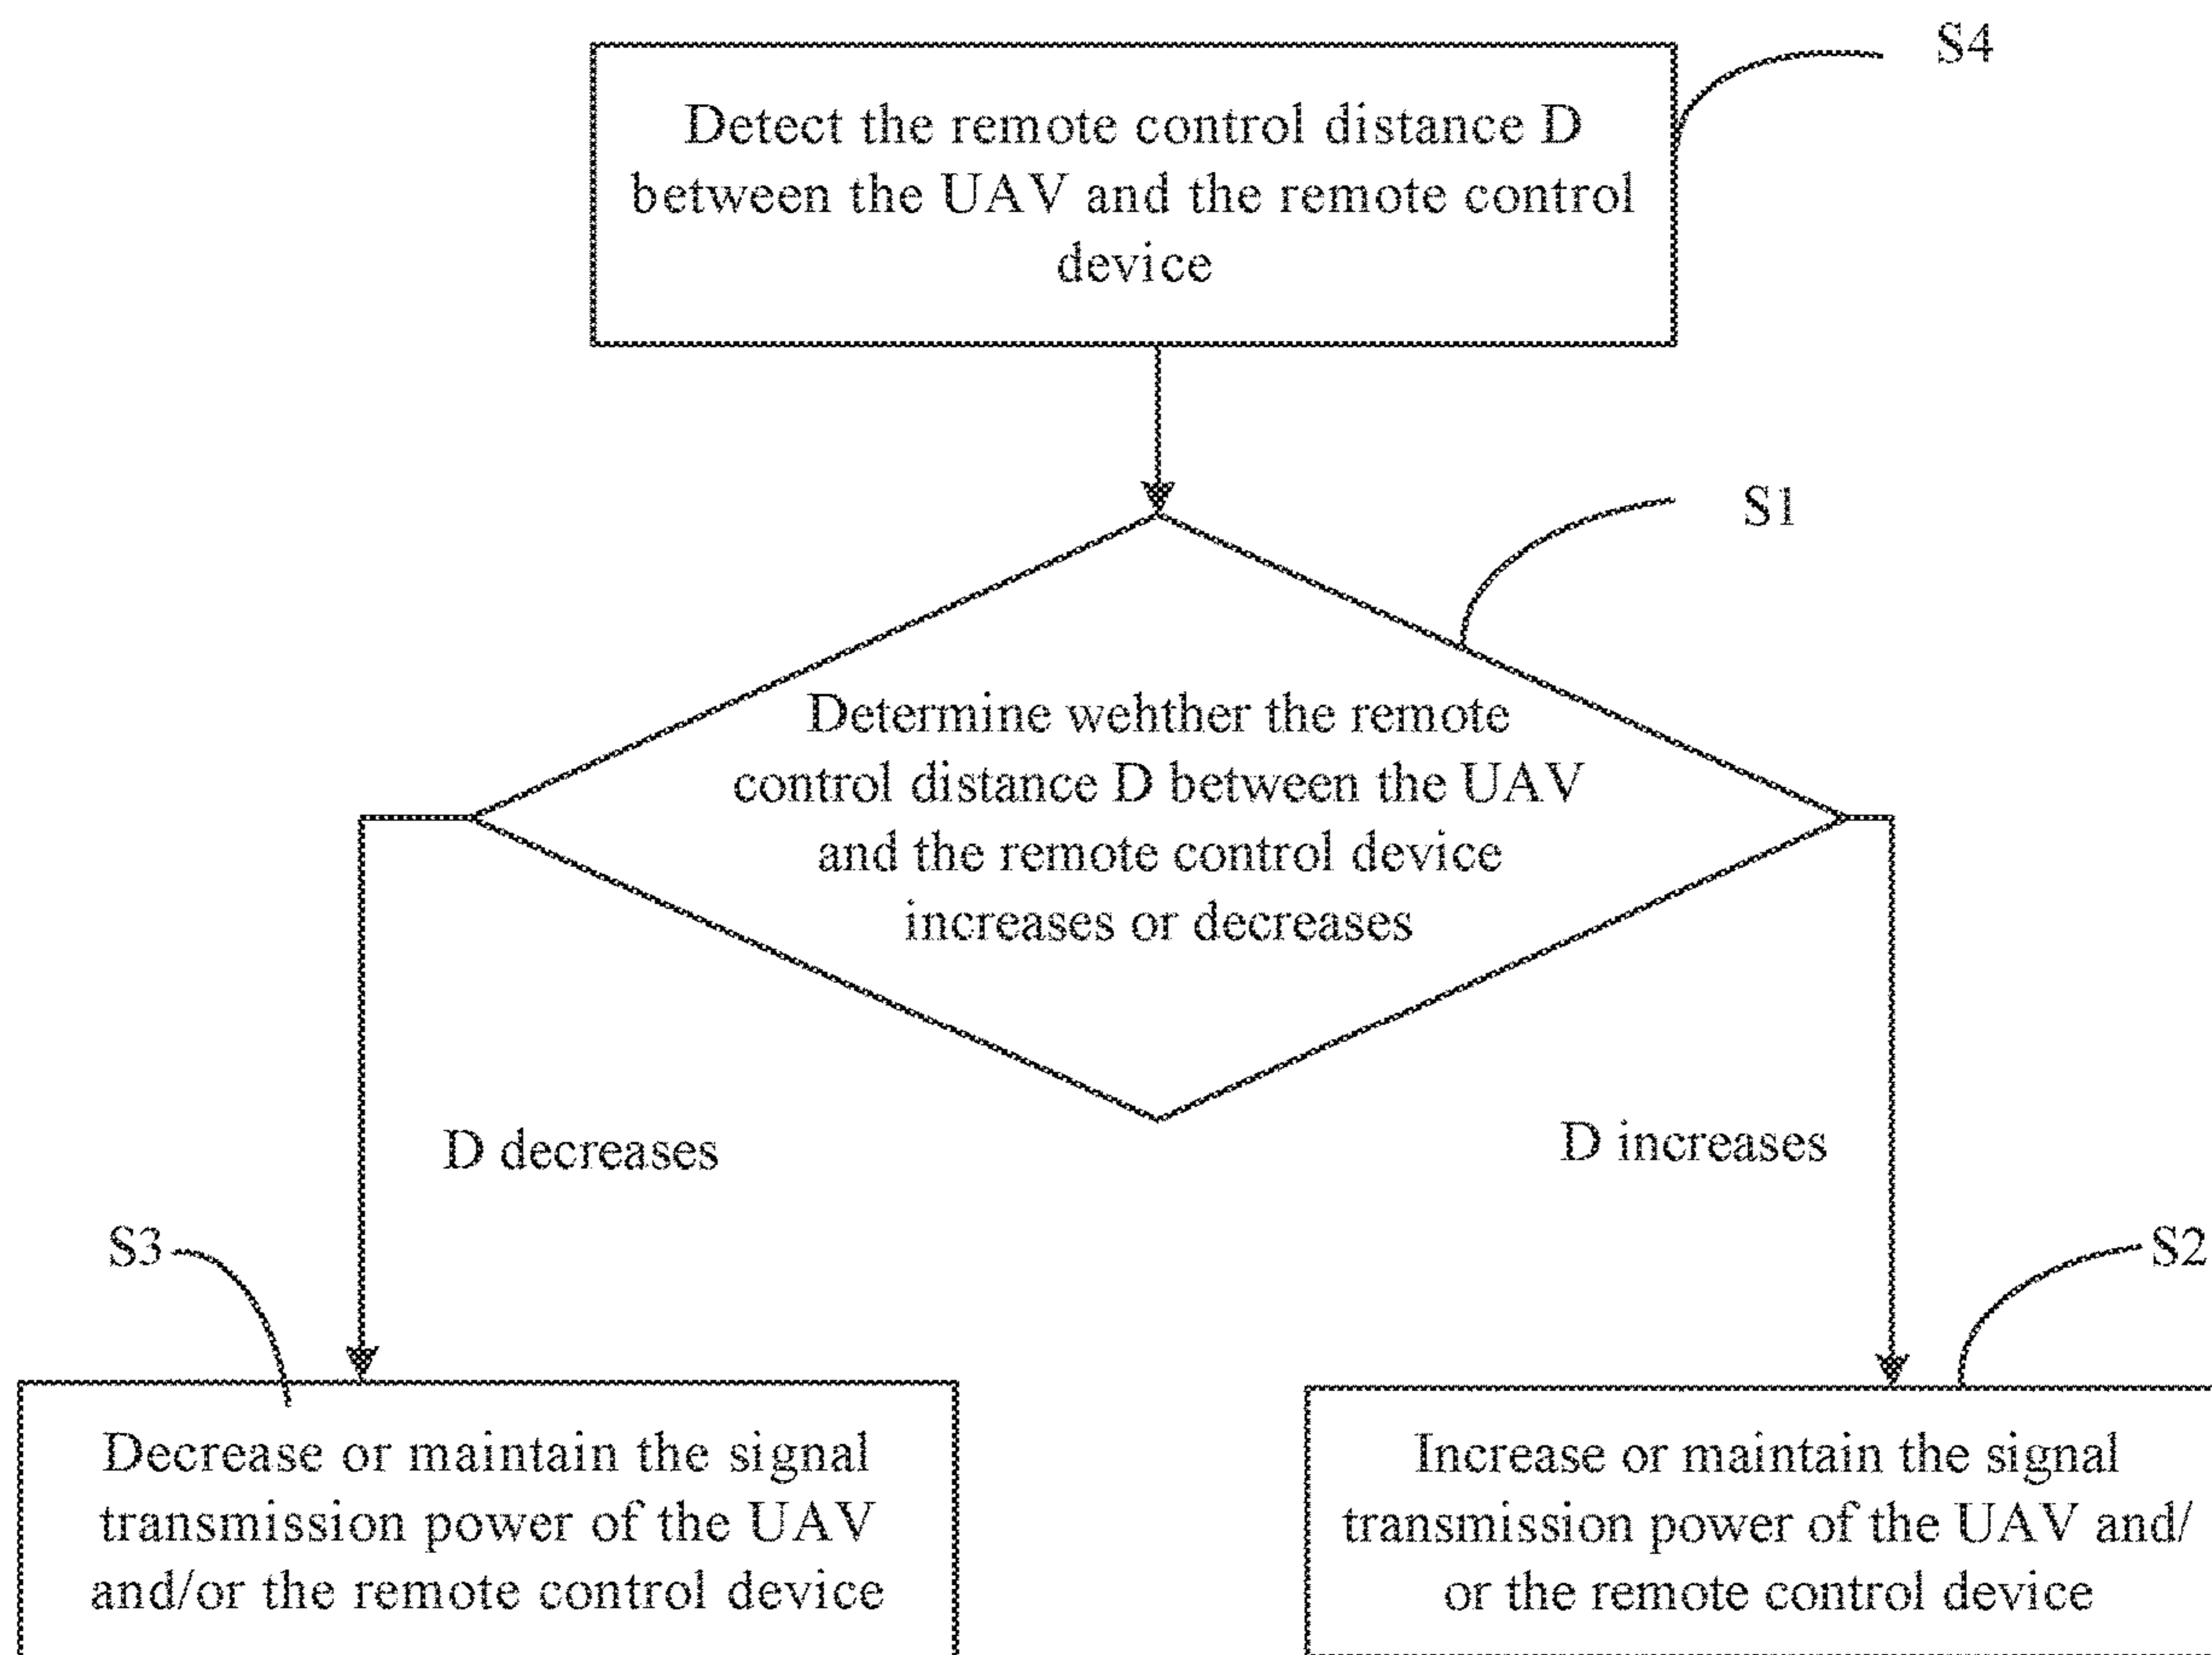 S4
Detect the remote control distance D
between the UAV and the remote control
device
S1
Determine wehther the remote
control distance D between the UAV
and the remote control device
increases or decreases
D decreases
D increases
S3
S2
Decrease or maintain the signal
transmission power of the UAV
and/or the remote control device
Increase or maintain the signal
transmission power of the UAV and/
or the remote control device